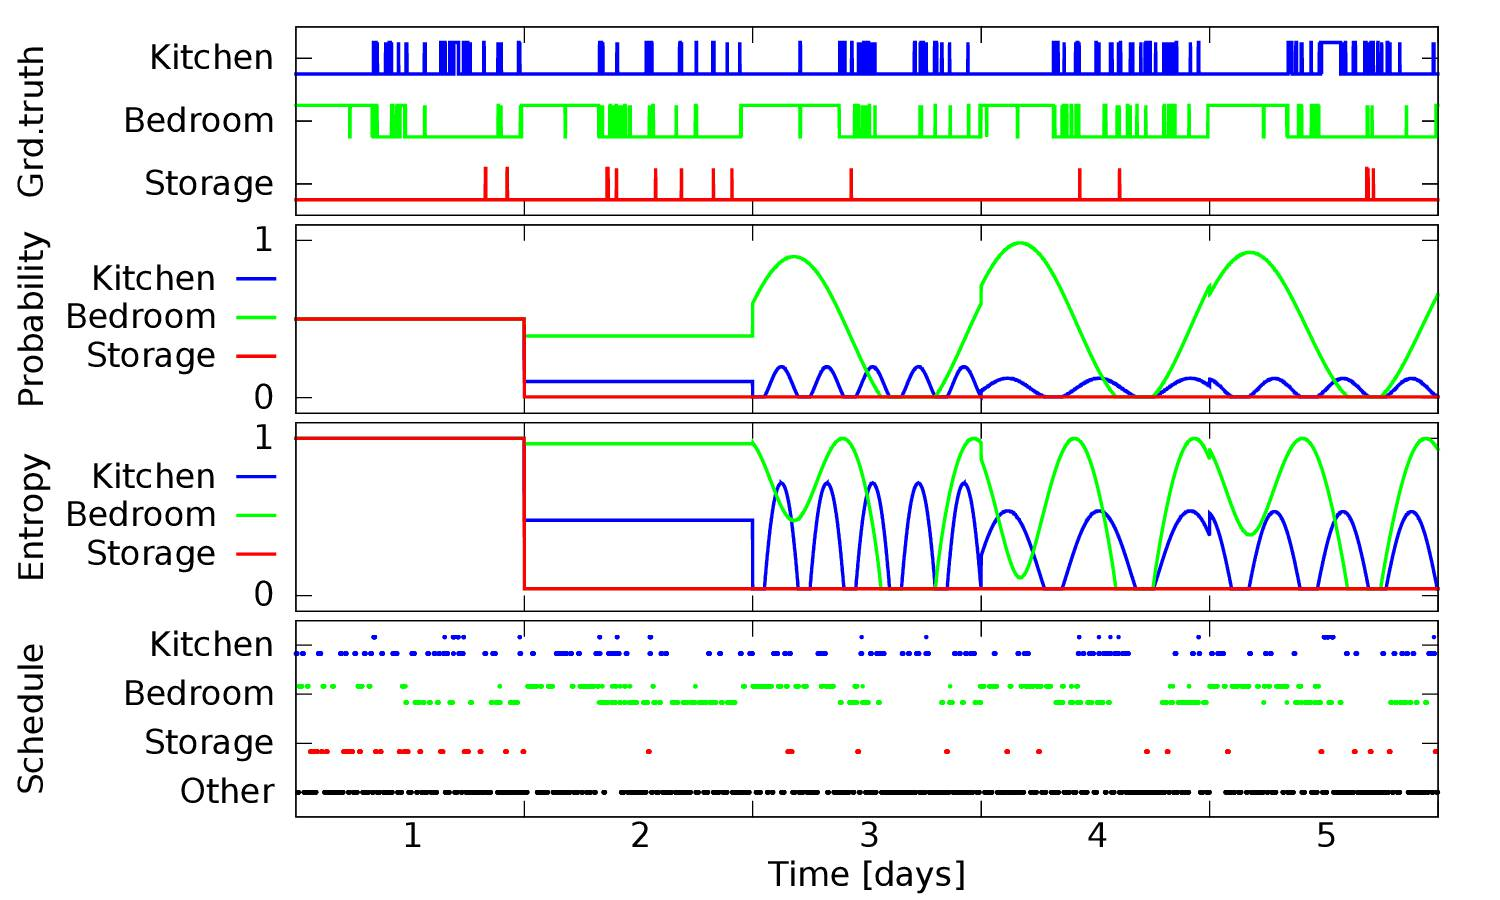 Grd.truth
Kitchen
Bedroom
Storage
Probability
1
Kitchen
Bedroom
Storage
0
Entropy
1
Kitchen
Bedroom
Storage
0
Schedule
Kitchen
Bedroom
Storage
Other
1 2 3 4 5
Time [days]